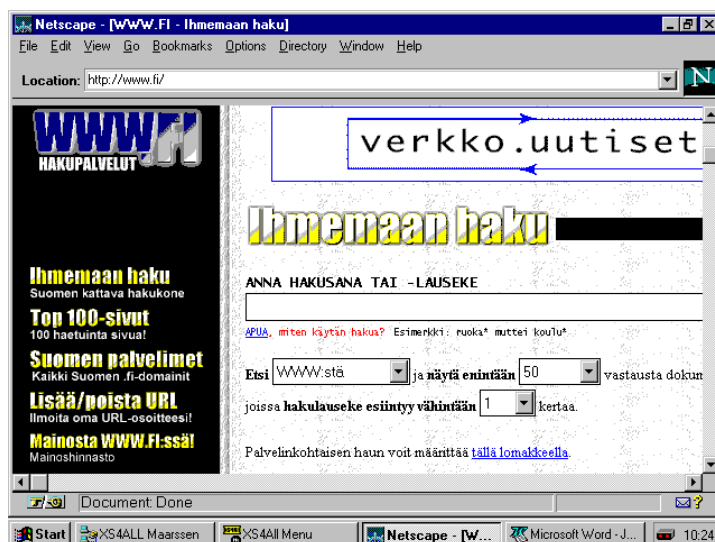 Netscape - [WWW.FI - Ihmemaan haku]
File Edit View Go Bookmarks Options Directory Window Help
Location: http://www.fi/
N
WWW.Fi
HAKUPALVELUT
Ihmemaan haku
Suomen kattava hakukone
Top 100-sivut
100 haetuinta sivua!
Suomen palvelimet
Kaikki Suomen .fi-domainit
Lisää/poista URL
Ilmoita oma URL-osoitteesi!
Mainosta WWW.FI:ssä!
Mainoshinnasto
verkko.uutiset
Ihmemaan haku
ANNA HAKUSANA TAI -LAUSEKE
APUA, miten käytän hakua? Esimerkki: ruoka* muttei koulu*
Etsi WWW:stä ja näytä enintään 50 vastausta dokum
joissa hakulauseke esiintyy vähintään 1 kertaa.
Palvelinkohtaisen haun voit määrittää tällä lomakkeella.
Document: Done
Start XS4ALL Maarssen XS4All Menu Netscape - [W... Microsoft Word - J... 10:24